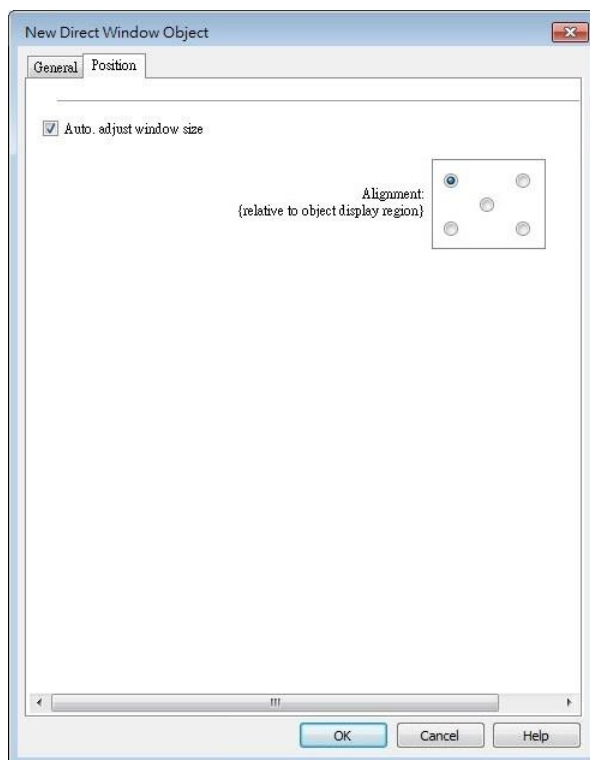 New Direct Window Object
General Position
Auto. adjust window size
Alignment:
{relative to object display region}
OK Cancel Help